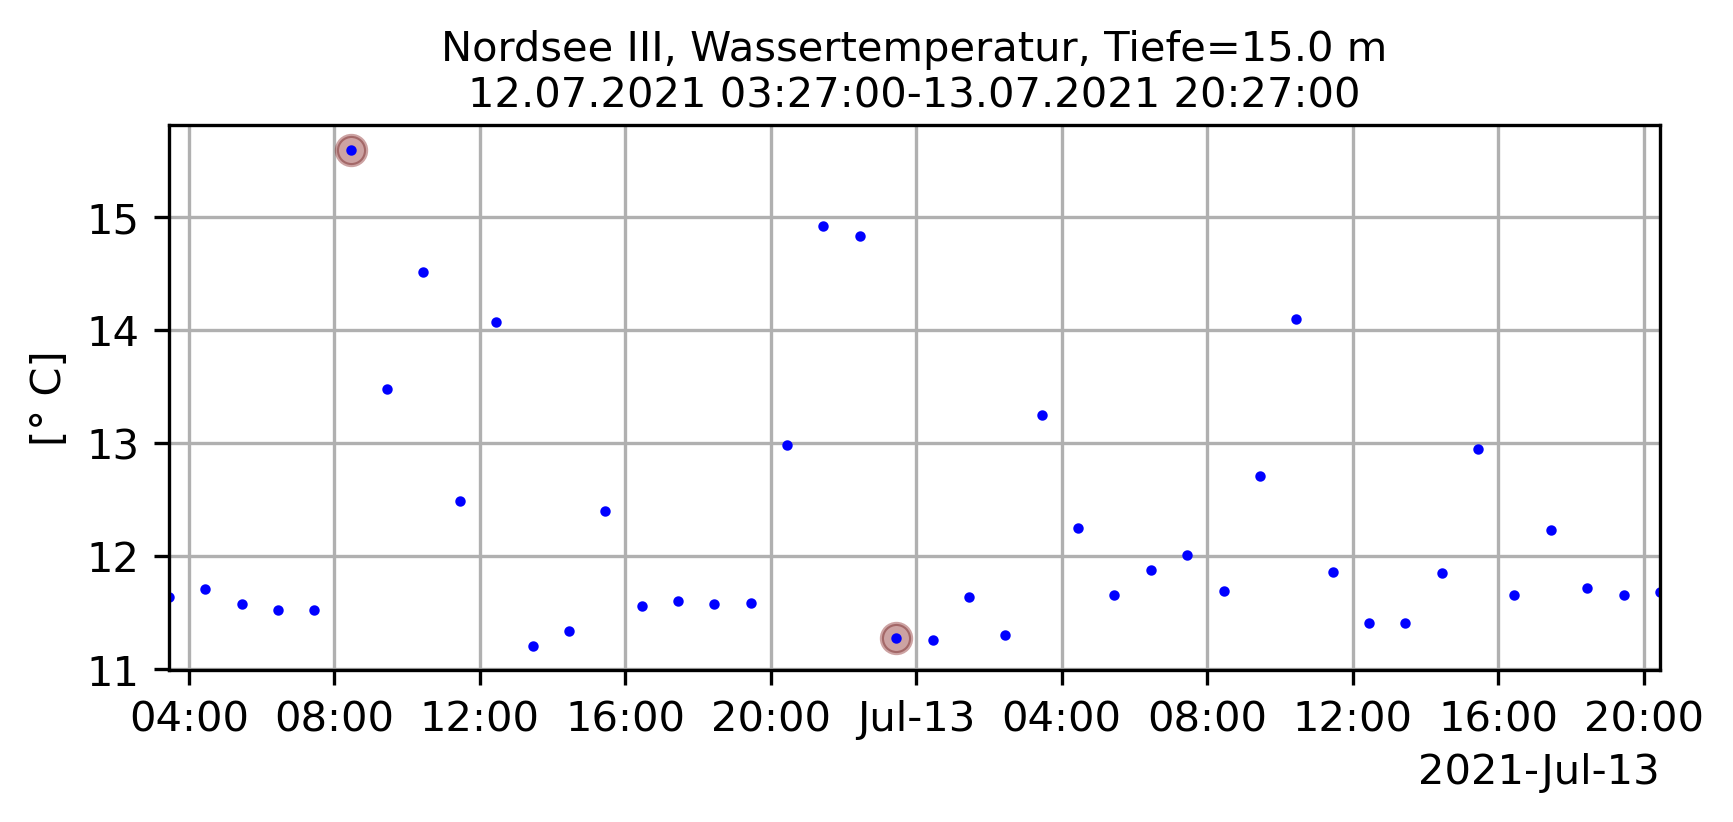 Nordsee III, Wassertemperatur, Tiefe=15.0 m
12.07.2021 03:27:00-13.07.2021 20:27:00
[° C]
15
14
13
12
11
04:00 08:00 12:00 16:00 20:00 Jul-13 04:00 08:00 12:00 16:00 20:00
2021-Jul-13